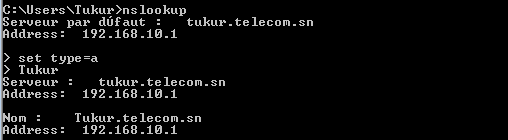 C:\Users\Tukur>nslookup
Serveur par dúfaut :   tukur.telecom.sn
Address:  192.168.10.1

> set type=a
> Tukur
Serveur :   tukur.telecom.sn
Address:  192.168.10.1

Nom :    Tukur.telecom.sn
Address:  192.168.10.1